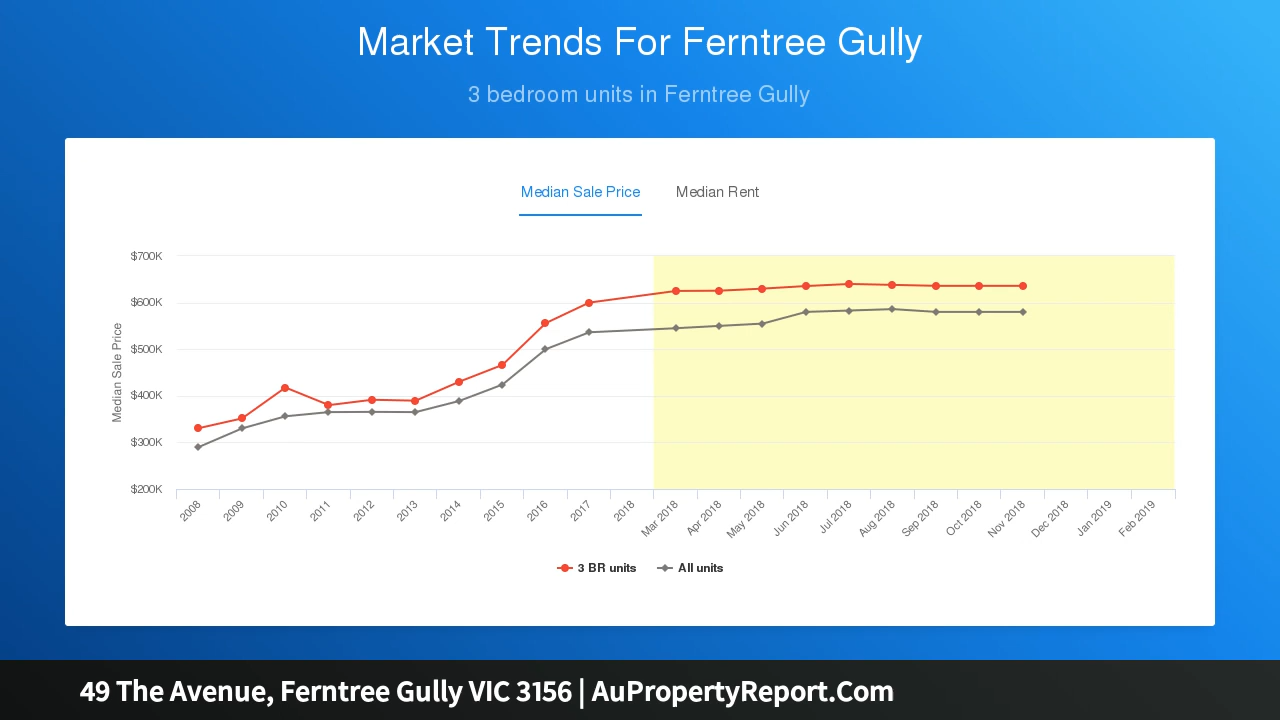 Market Trends For Ferntree Gully
3 bedroom units in Ferntree Gully
Median Sale Price Median Rent
Median Sale Price
$700K
$600K
$500K
$400K
$300K
$200K
2008 2009 2010 2011 2012 2013 2014 2015 2016 2017 2018 Mar 2018 Apr 2018 May 2018 Jun 2018 Jul 2018 Aug 2018 Sep 2018 Oct 2018 Nov 2018 Dec 2018 Jan 2019 Feb 2019
3 BR units All units
49 The Avenue, Ferntree Gully VIC 3156 | AuPropertyReport.Com